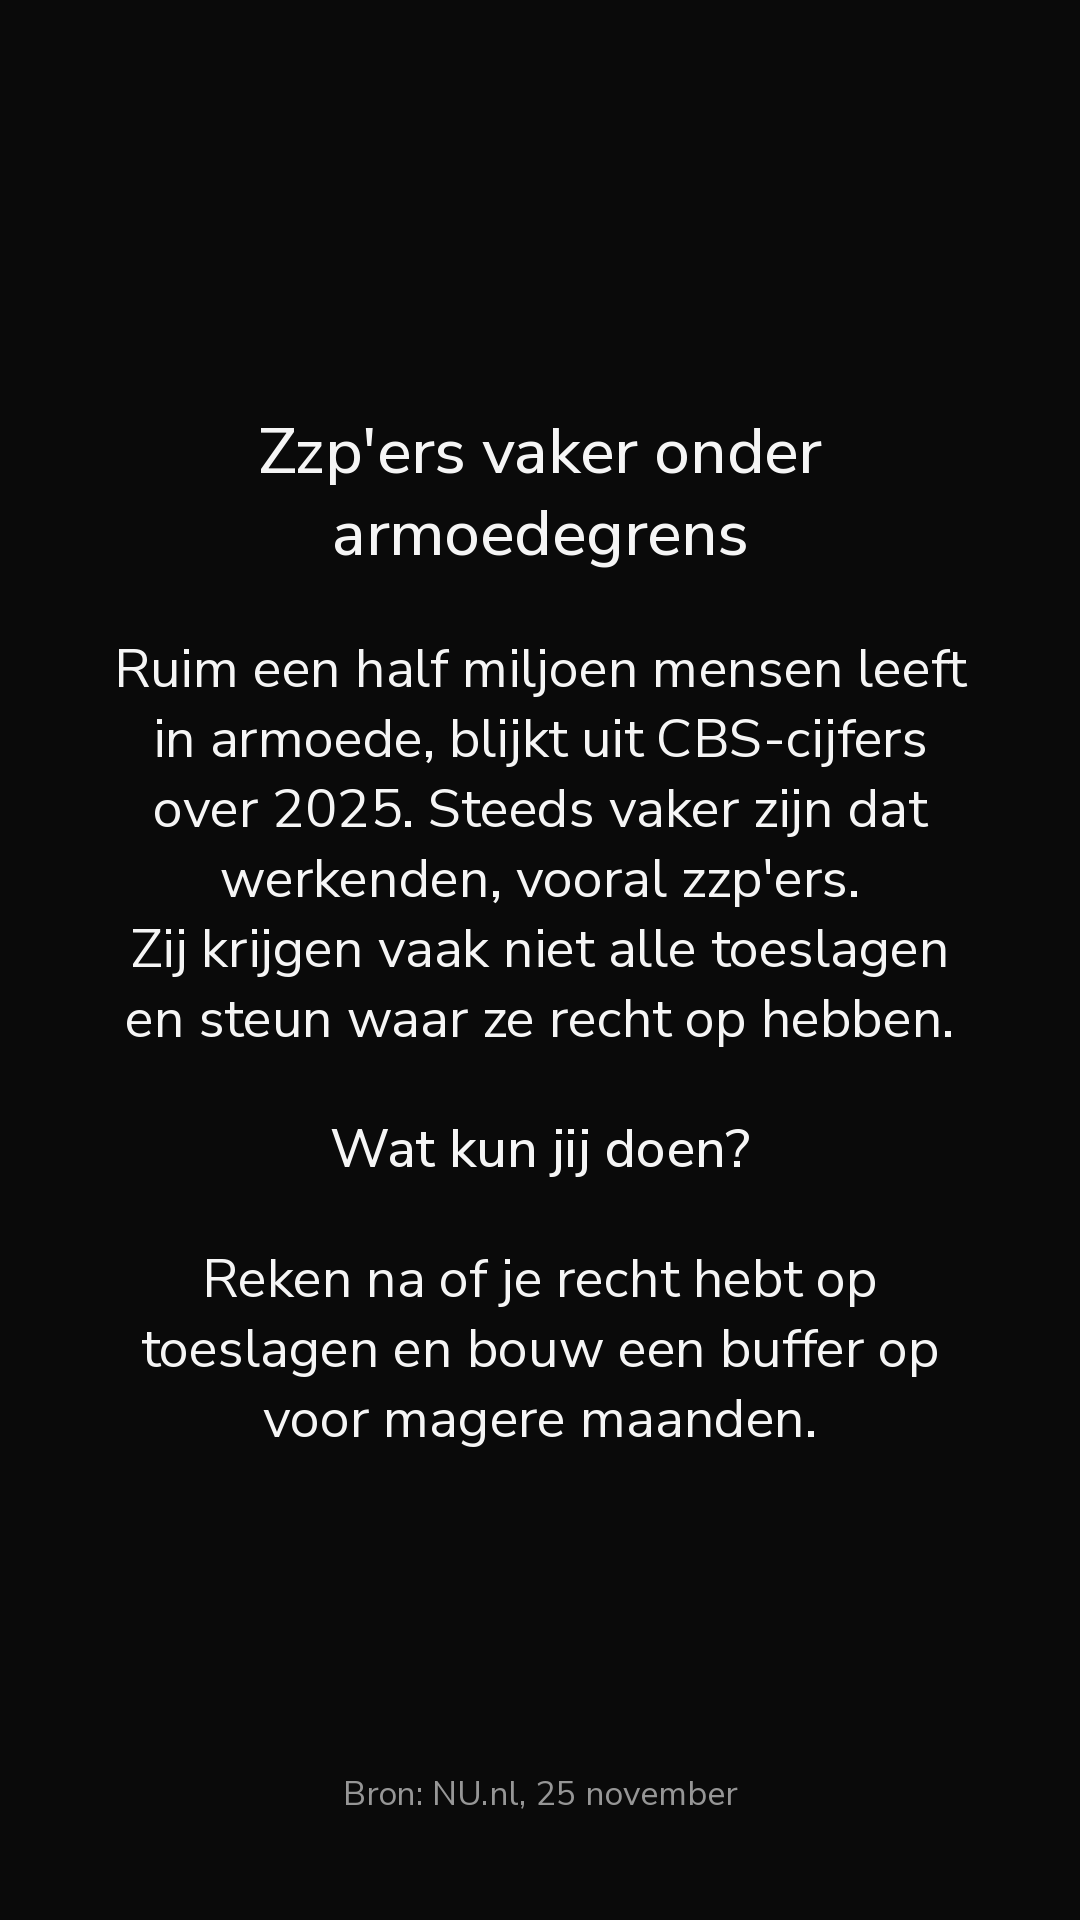 Zzp'ers vaker onder
armoedegrens
Ruim een half miljoen mensen leeft
in armoede, blijkt uit CBS-cijfers
over 2025. Steeds vaker zijn dat
werkenden, vooral zzp'ers.
Zij krijgen vaak niet alle toeslagen
en steun waar ze recht op hebben.
Wat kun jij doen?
Reken na of je recht hebt op
toeslagen en bouw een buffer op
voor magere maanden.
Bron: NU.nl, 25 november